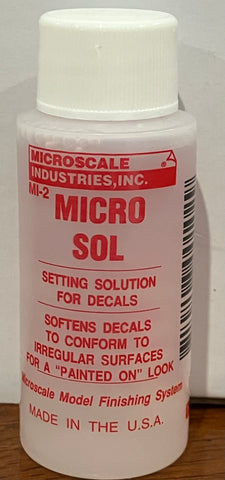 MICROSCALE
INDUSTRIES, INC.
MI-2
MICRO
SOL
SETTING SOLUTION
FOR DECALS
SOFTENS DECALS
TO CONFORM TO
IRREGULAR SURFACES
FOR A "PAINTED ON" LOOK
Microscale Model Finishing System
MADE IN THE U.S.A.